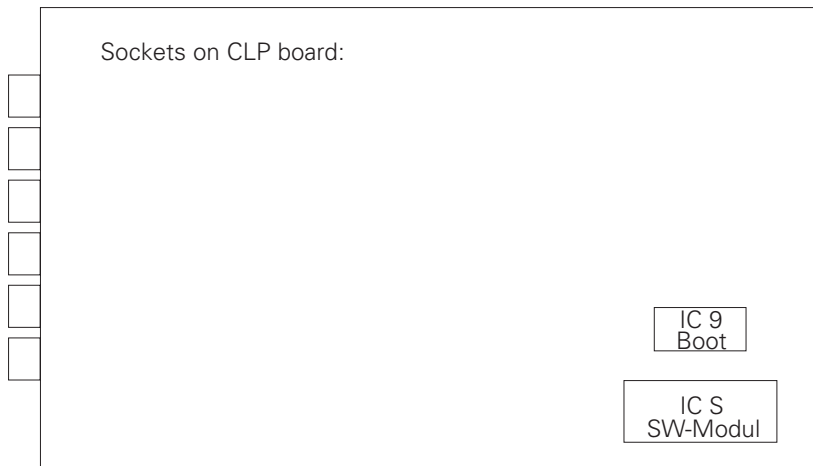 Sockets on CLP board:
IC 9
Boot
IC S
SW-Modul